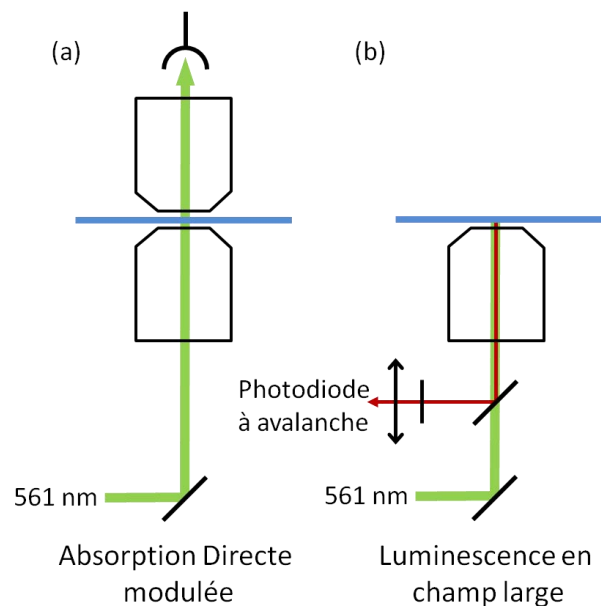 (a)
(b)
Photodiode
à avalanche
561 nm
561 nm
Absorption Directe
modulée
Luminescence en
champ large